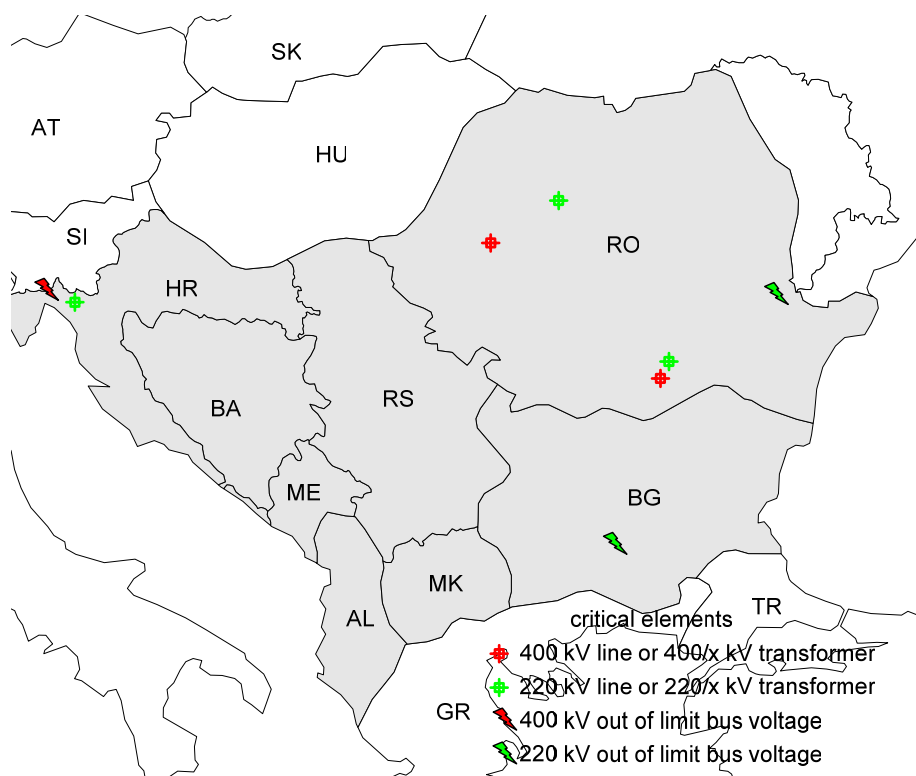 SK
AT
HU
SI
RO
HR
RS
BA
ME
BG
MK
AL
TR
critical elements
400 kV line or 400/x kV transformer
220 kV line or 220/x kV transformer
GR
400 kV out of limit bus voltage
220 kV out of limit bus voltage